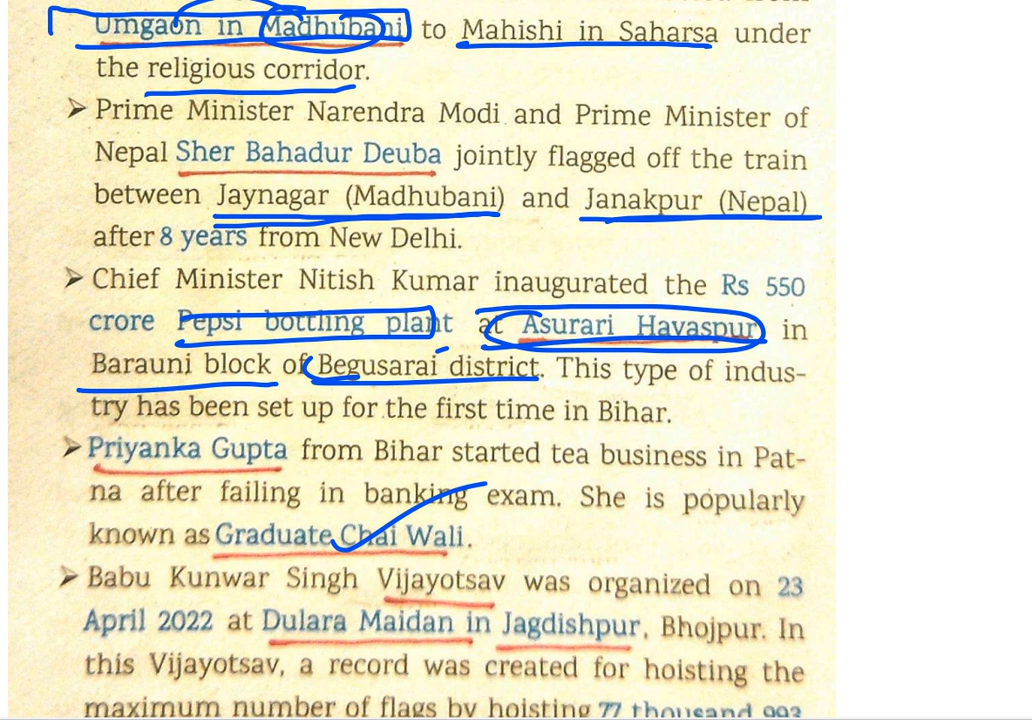 Umgaon in Madhubani to Mahishi in Saharsa under
the religious corridor.
➤ Prime Minister Narendra Modi and Prime Minister of
Nepal Sher Bahadur Deuba jointly flagged off the train
between Jaynagar (Madhubani) and Janakpur (Nepal)
after 8 years from New Delhi.
➤ Chief Minister Nitish Kumar inaugurated the Rs 550
crore Pepsi bottling plant at Asurari Havaspur in
Barauni block of Begusarai district. This type of indus-
try has been set up for the first time in Bihar.
➤ Priyanka Gupta from Bihar started tea business in Pat-
na after failing in banking exam. She is popularly
known as Graduate Chai Wali.
➤ Babu Kunwar Singh Vijayotsav was organized on 23
April 2022 at Dulara Maidan in Jagdishpur, Bhojpur. In
this Vijayotsav, a record was created for hoisting the
maximum number of flags by hoisting 77 thousand 993